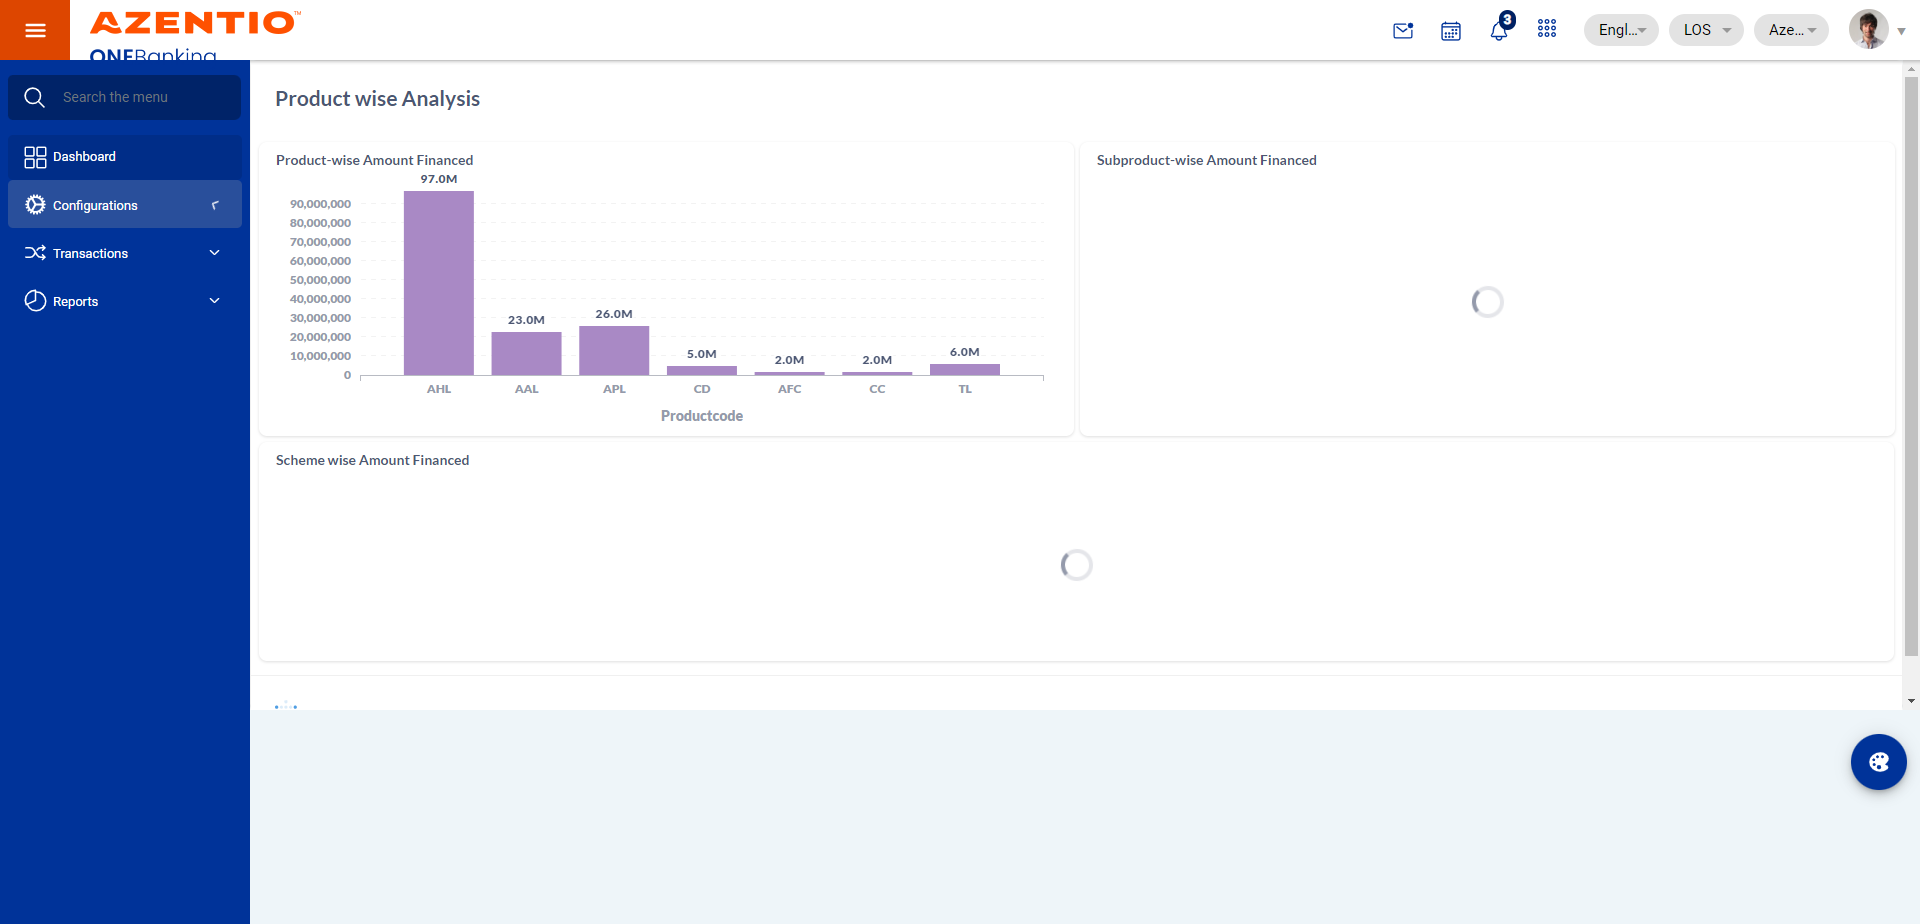 AZENTIO™
ONEBanking
3
Engl...
LOS
Aze...
Search the menu
Dashboard
Configurations
Transactions
Reports
Product wise Analysis
Product-wise Amount Financed
97.0M
90,000,000
80,000,000
70,000,000
60,000,000
50,000,000
40,000,000
30,000,000
20,000,000
10,000,000
0
23.0M
26.0M
5.0M
2.0M
2.0M
6.0M
AHL AAL APL CD AFC CC TL
Productcode
Subproduct-wise Amount Financed
Scheme wise Amount Financed